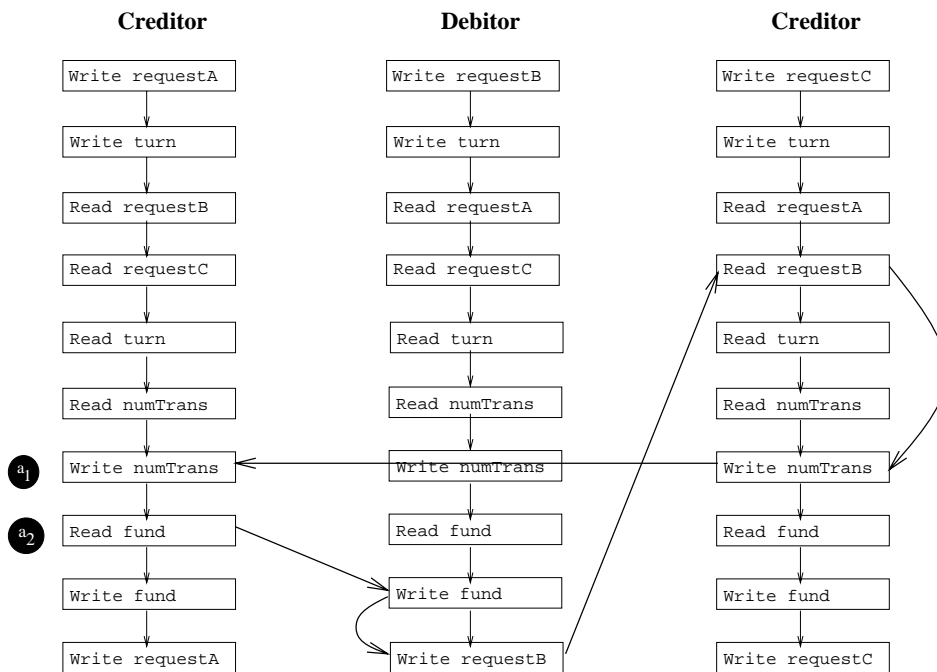 Creditor Debitor Creditor
Write requestA Write requestB Write requestC
Write turn Write turn Write turn
Read requestB Read requestA Read requestA
Read requestC Read requestC Read requestB
Read turn Read turn Read turn
Read numTrans Read numTrans Read numTrans
a1 Write numTrans Write numTrans Write numTrans
a2 Read fund Read fund Read fund
Write fund Write fund Write fund
Write requestA Write requestB Write requestC